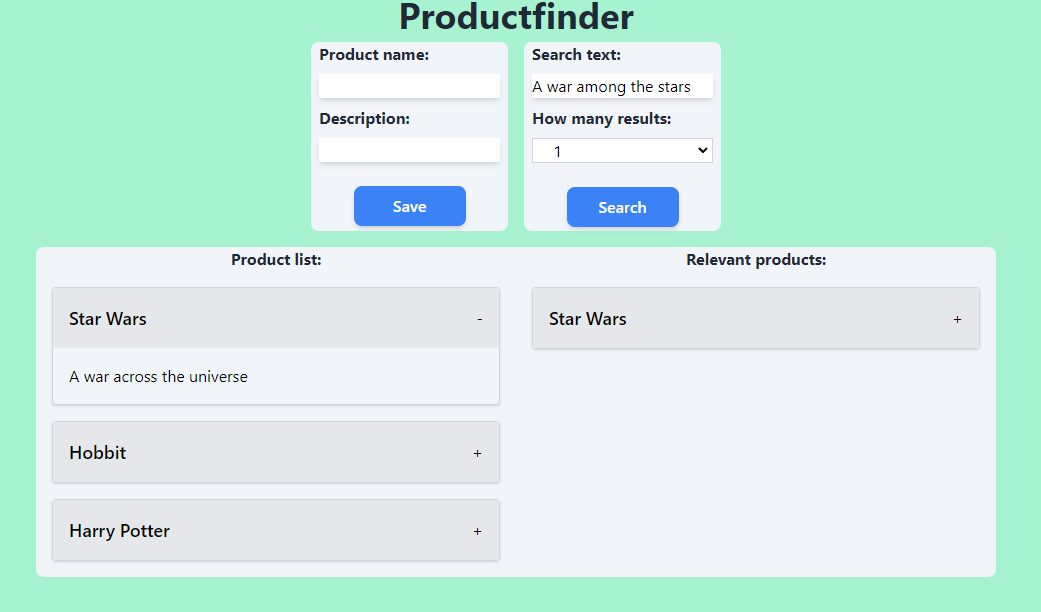 Productfinder
Product name:
Description:
Save
Search text:
A war among the stars
How many results:
1
Search
Product list:
Star Wars -
A war across the universe
Hobbit +
Harry Potter +
Relevant products:
Star Wars +